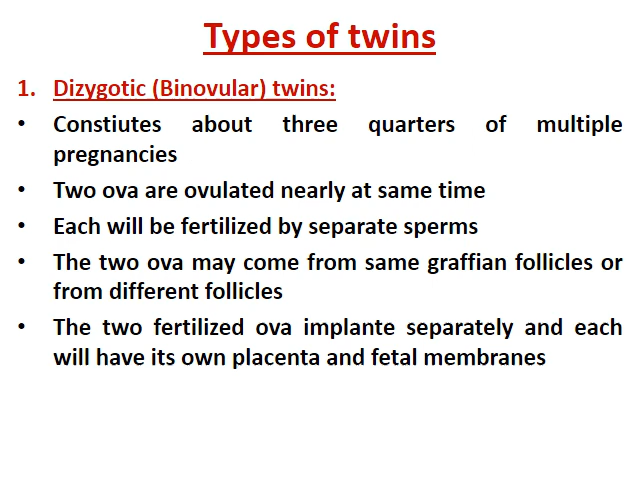 Types of twins
1. Dizygotic (Binovular) twins:
• Constiutes about three quarters of multiple
pregnancies
• Two ova are ovulated nearly at same time
• Each will be fertilized by separate sperms
• The two ova may come from same graffian follicles or
from different follicles
• The two fertilized ova implante separately and each
will have its own placenta and fetal membranes